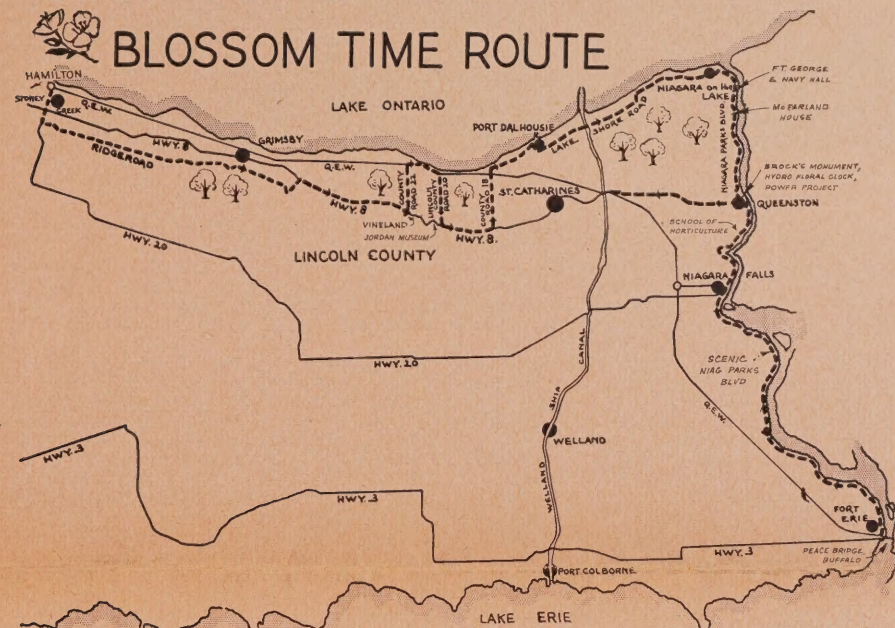 BLOSSOM TIME ROUTE
HAMILTON
STONEY
CREEK
Q.E.W.
LAKE ONTARIO
GRIMSBY
HWY. 8
RIDGE ROAD
Q.E.W.
HWY. 8
COUNTY
ROAD 24
LINCOLN
COUNTY
ROAD 20
COUNTY
ROAD 18
VINELAND
JORDAN MUSEUM
HWY 8.
LINCOLN COUNTY
PORT DALHOUSIE
LAKE SHORE ROAD
ST. CATHARINES
NIAGARA on the
LAKE
FT. GEORGE
& NAVY HALL
McFARLAND
HOUSE
NIAGARA PARKS BLVD.
BROCK'S MONUMENT,
HYDRO FLORAL CLOCK,
POWER PROJECT
QUEENSTON
SCHOOL OF
HORTICULTURE
NIAGARA FALLS
HWY. 20
HWY. 20
SCENIC
NIAG PARKS
BLVD
Q.E.W.
WELLAND SHIP CANAL
WELLAND
HWY. 3
HWY. 3
HWY. 3
FORT
ERIE
PEACE BRIDGE
BUFFALO
PORT COLBORNE
LAKE ERIE